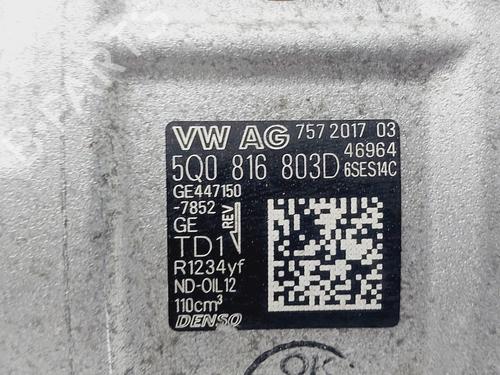 VW AG 757 2017 03
46964
5Q0 816 803D 6SES14C
GE447150
-7852
GE
REV
TD1
R1234yf
ND-OIL12
110cm³
DENSO
OK